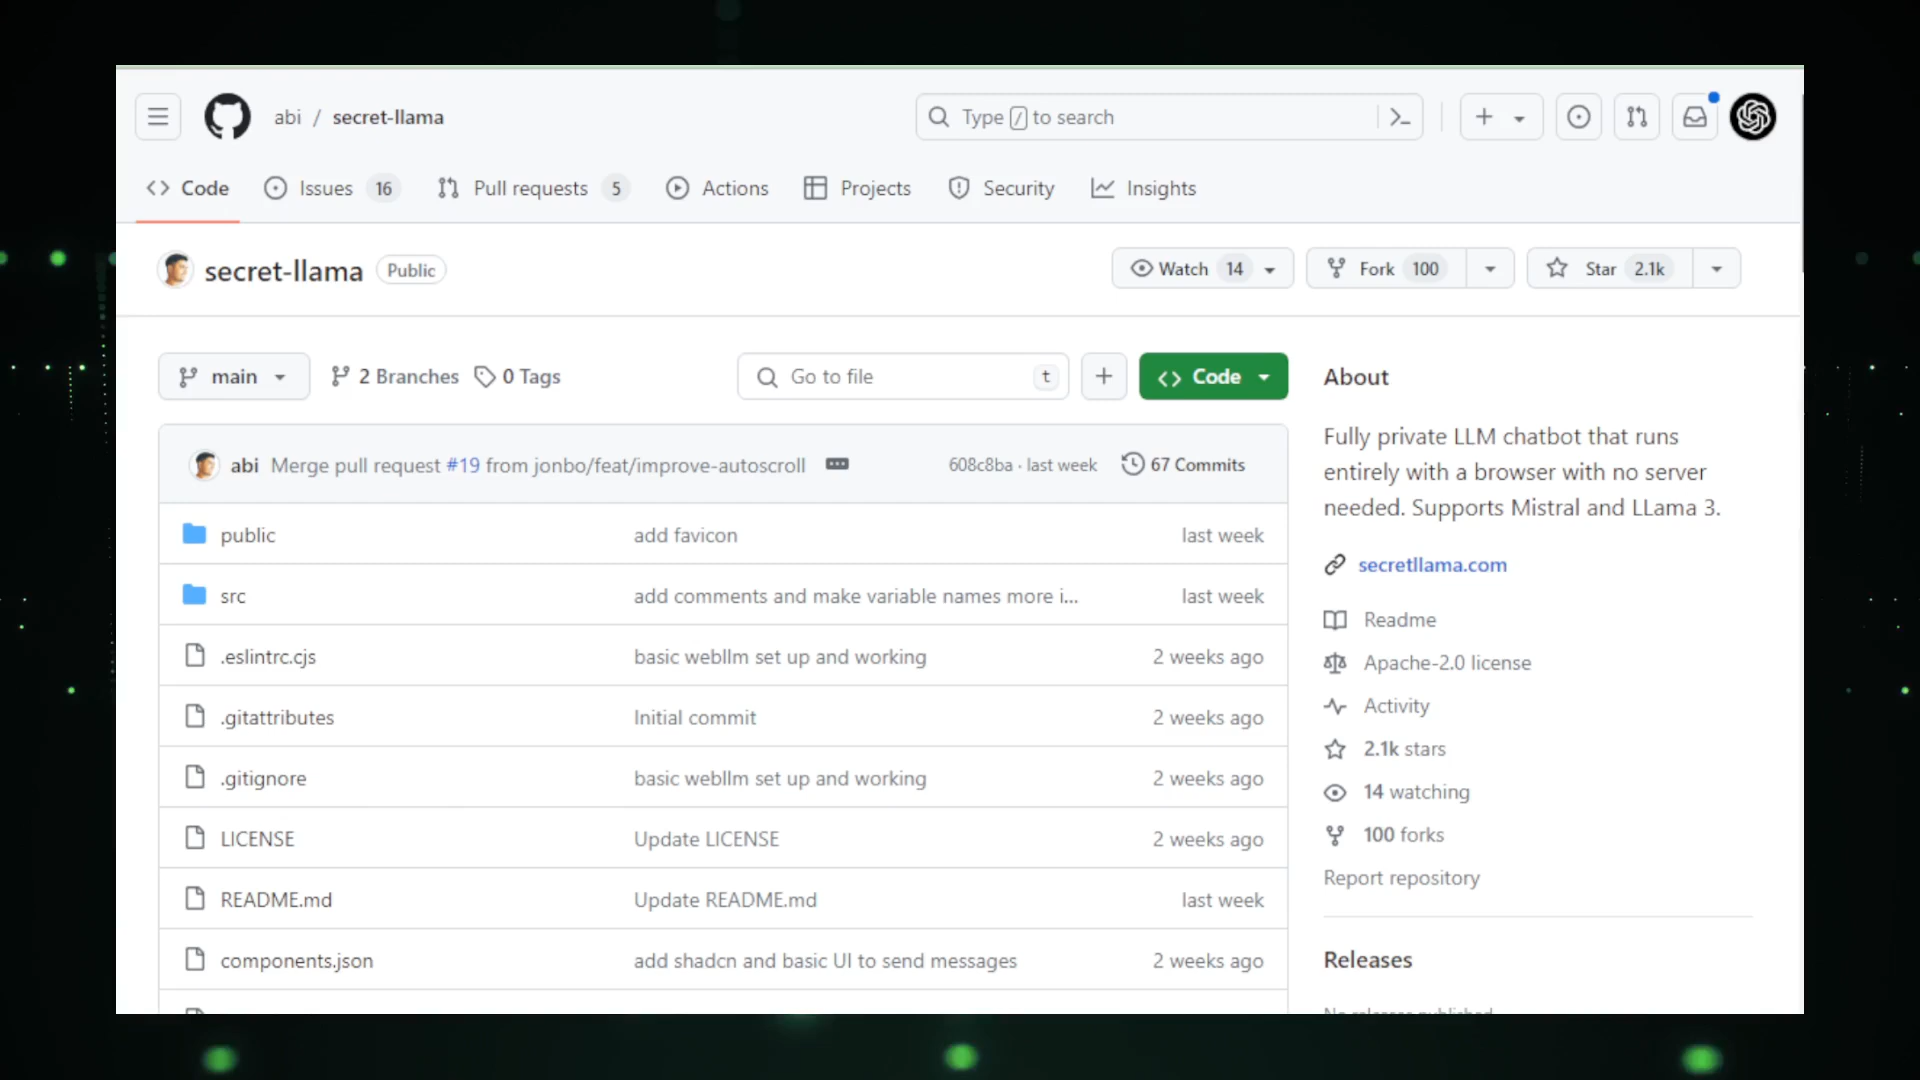 abi / secret-llama
Type / to search
Code
Issues 16
Pull requests 5
Actions
Projects
Security
Insights
secret-llama Public
Watch 14
Fork 100
Star 2.1k
main
2 Branches
0 Tags
Go to file t
Code
abi Merge pull request #19 from jonbo/feat/improve-autoscroll
608c8ba · last week
67 Commits
public add favicon last week
src add comments and make variable names more i... last week
.eslintrc.cjs basic webllm set up and working 2 weeks ago
.gitattributes Initial commit 2 weeks ago
.gitignore basic webllm set up and working 2 weeks ago
LICENSE Update LICENSE 2 weeks ago
README.md Update README.md last week
components.json add shadcn and basic UI to send messages 2 weeks ago
About
Fully private LLM chatbot that runs
entirely with a browser with no server
needed. Supports Mistral and LLama 3.
secretllama.com
Readme
Apache-2.0 license
Activity
2.1k stars
14 watching
100 forks
Report repository
Releases